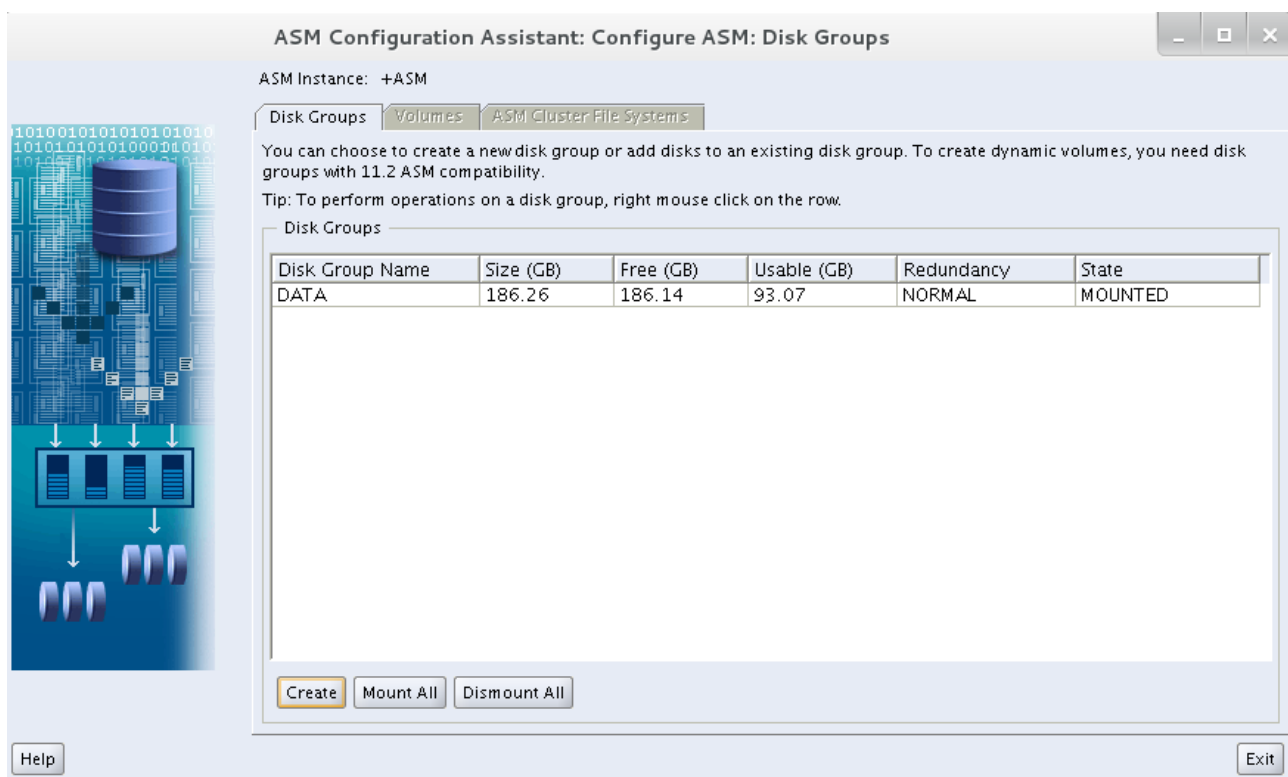 ASM Configuration Assistant: Configure ASM: Disk Groups
ASM Instance: +ASM
Disk Groups Volumes ASM Cluster File Systems
You can choose to create a new disk group or add disks to an existing disk group. To create dynamic volumes, you need disk
groups with 11.2 ASM compatibility.
Tip: To perform operations on a disk group, right mouse click on the row.
Disk Groups
Disk Group Name Size (GB) Free (GB) Usable (GB) Redundancy State
DATA 186.26 186.14 93.07 NORMAL MOUNTED
Create Mount All Dismount All
Help Exit